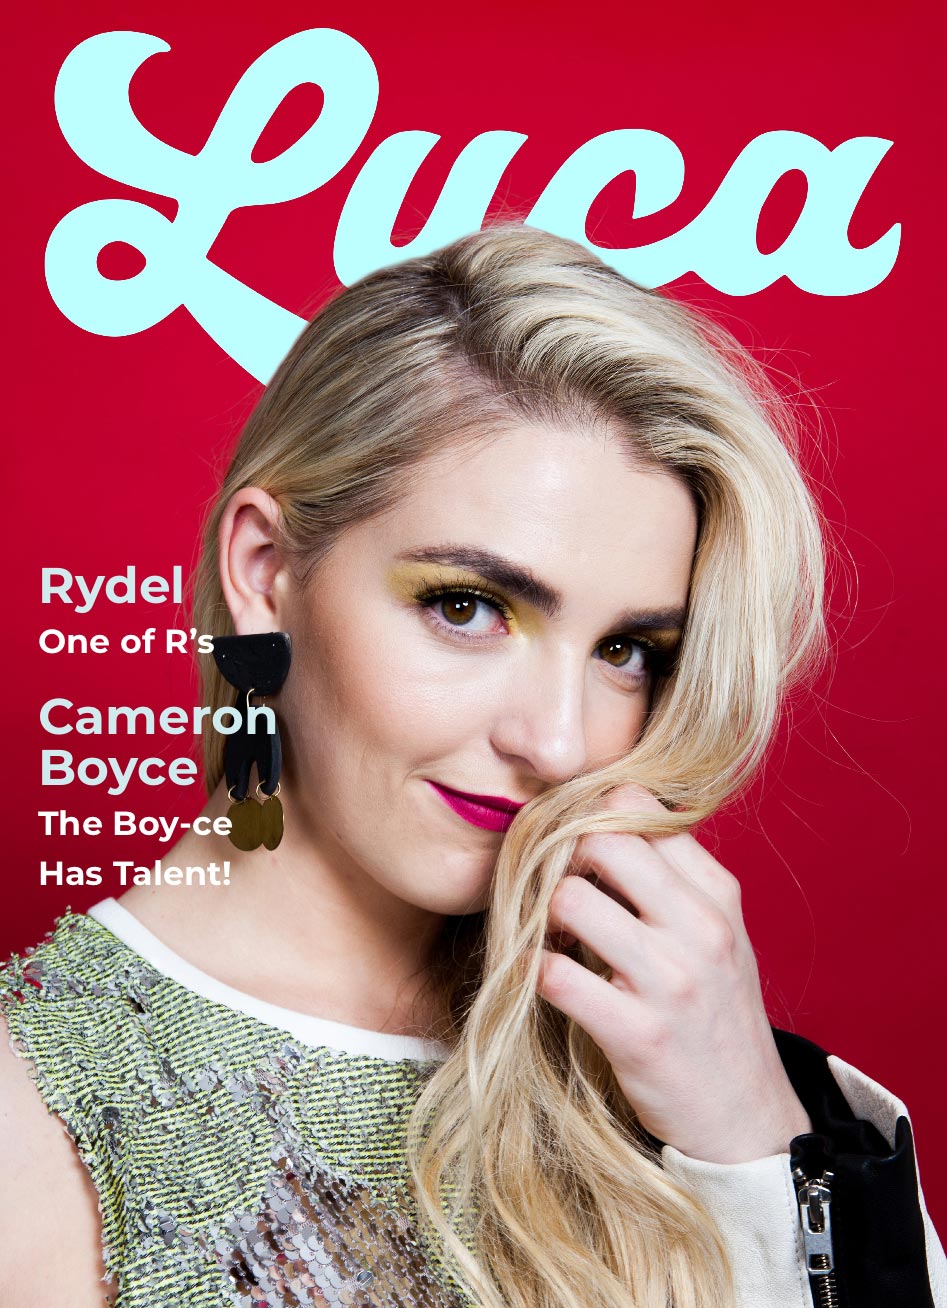 Luca
Rydel
One of R’s
Cameron
Boyce
The Boy-ce
Has Talent!